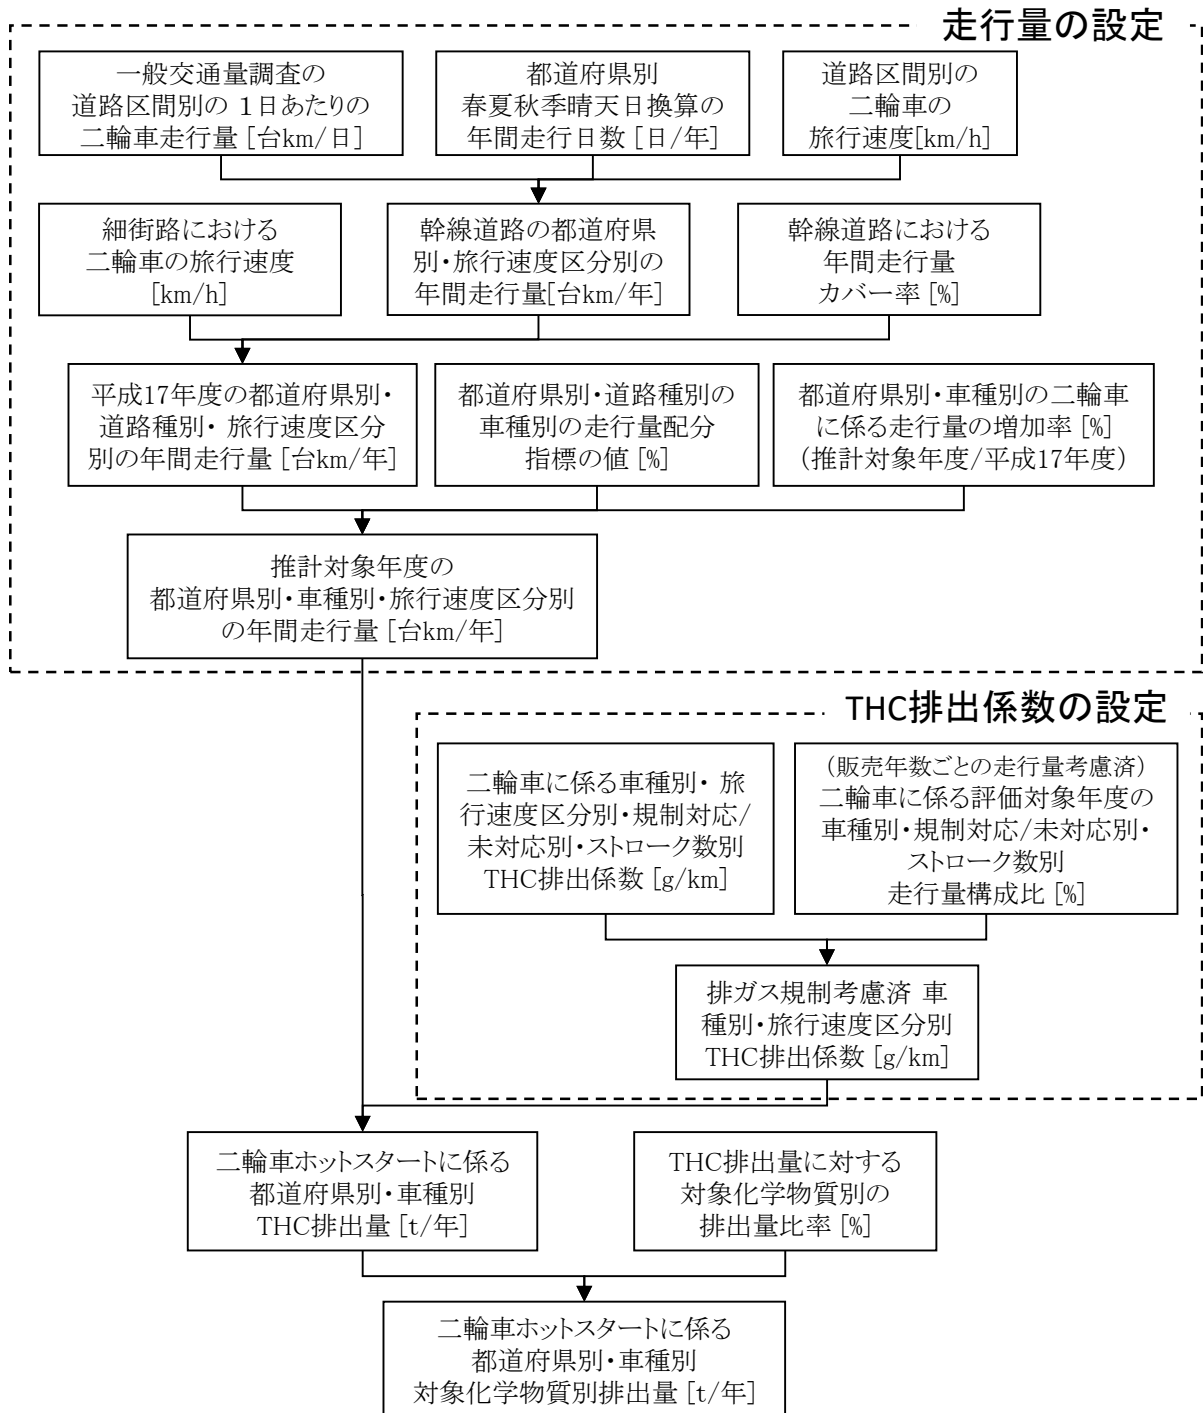 走行量の設定
一般交通量調査の
道路区間別の 1日あたりの
二輪車走行量 [台km/日]
都道府県別
春夏秋季晴天日換算の
年間走行日数 [日/年]
道路区間別の
二輪車の
旅行速度[km/h]
細街路における
二輪車の旅行速度
[km/h]
幹線道路の都道府県
別・旅行速度区分別の
年間走行量[台km/年]
幹線道路における
年間走行量
カバー率 [%]
平成17年度の都道府県別・
道路種別・ 旅行速度区分
別の年間走行量 [台km/年]
都道府県別・道路種別の
車種別の走行量配分
指標の値 [%]
都道府県別・車種別の二輪車
に係る走行量の増加率 [%]
(推計対象年度/平成17年度)
推計対象年度の
都道府県別・車種別・旅行速度区分別
の年間走行量 [台km/年]
THC排出係数の設定
二輪車に係る車種別・ 旅
行速度区分別・規制対応/
未対応別・ストローク数別
THC排出係数 [g/km]
(販売年数ごとの走行量考慮済)
二輪車に係る評価対象年度の
車種別・規制対応/未対応別・
ストローク数別
走行量構成比 [%]
排ガス規制考慮済 車
種別・旅行速度区分別
THC排出係数 [g/km]
二輪車ホットスタートに係る
都道府県別・車種別
THC排出量 [t/年]
THC排出量に対する
対象化学物質別の
排出量比率 [%]
二輪車ホットスタートに係る
都道府県別・車種別
対象化学物質別排出量 [t/年]